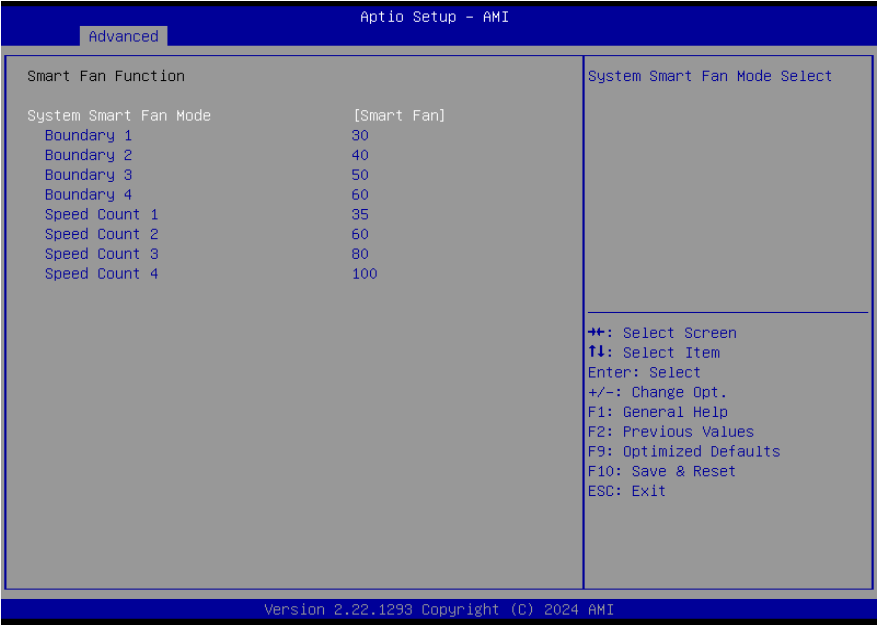 Aptio Setup – AMI
Advanced
Smart Fan Function
System Smart Fan Mode [Smart Fan]
Boundary 1 30
Boundary 2 40
Boundary 3 50
Boundary 4 60
Speed Count 1 35
Speed Count 2 60
Speed Count 3 80
Speed Count 4 100
System Smart Fan Mode Select
→←: Select Screen
↑↓: Select Item
Enter: Select
+/-: Change Opt.
F1: General Help
F2: Previous Values
F9: Optimized Defaults
F10: Save & Reset
ESC: Exit
Version 2.22.1293 Copyright (C) 2024 AMI